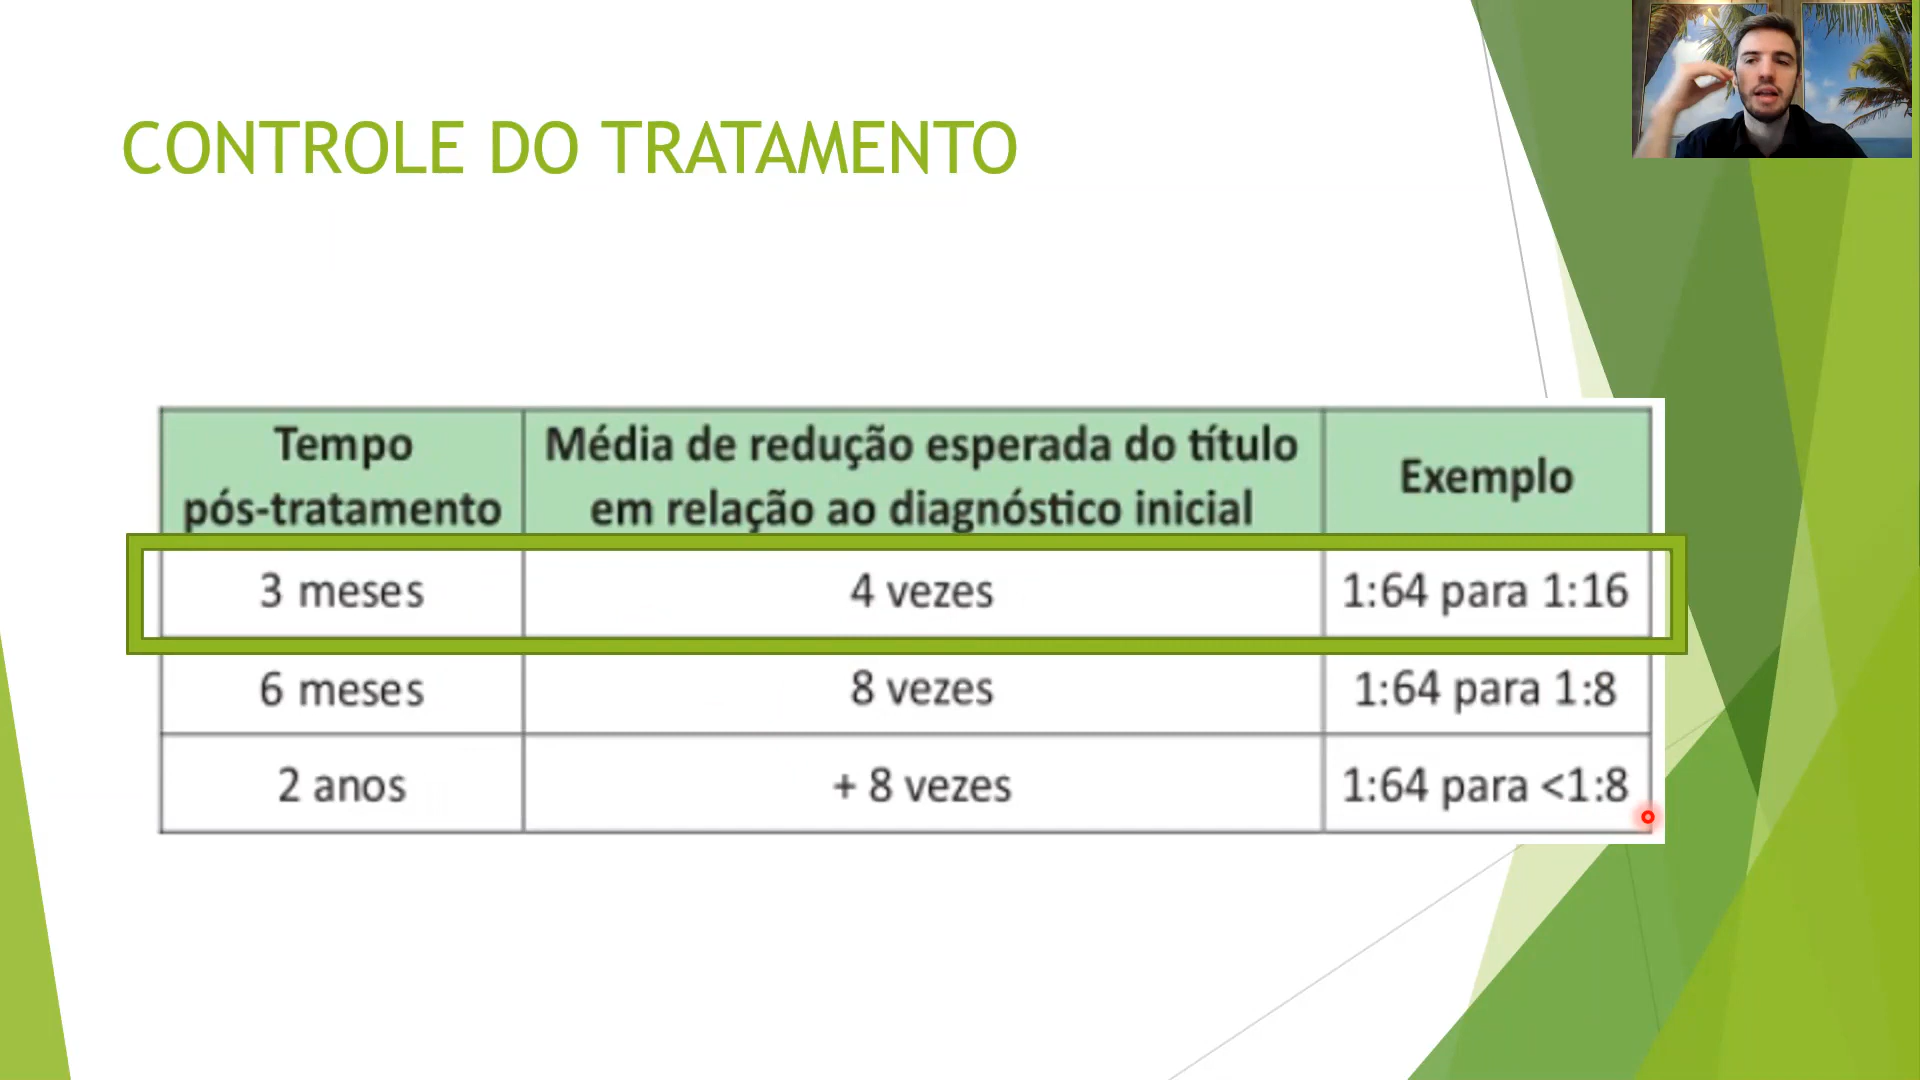 CONTROLE DO TRATAMENTO
Tempo
pós-tratamento
Média de redução esperada do título
em relação ao diagnóstico inicial
Exemplo
3 meses
4 vezes
1:64 para 1:16
6 meses
8 vezes
1:64 para 1:8
2 anos
+ 8 vezes
1:64 para <1:8